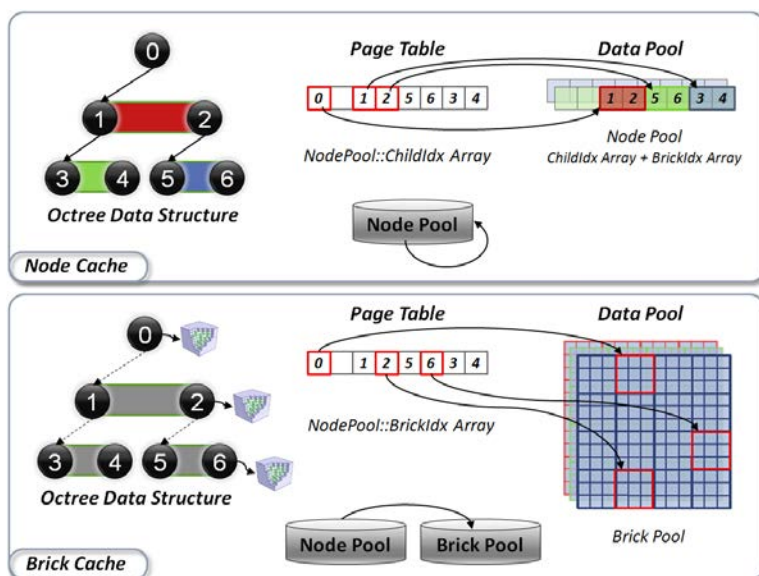 0
Page Table
Data Pool
0 1 2 5 6 3 4
1 2 5 6 3 4
1 2
NodePool::ChildIdx Array
Node Pool
ChildIdx Array + BrickIdx Array
3 4 5 6
Octree Data Structure
Node Pool
Node Cache
Page Table
Data Pool
0
0 1 2 5 6 3 4
1 2
NodePool::BrickIdx Array
3 4 5 6
Octree Data Structure
Node Pool
Brick Pool
Brick Pool
Brick Cache